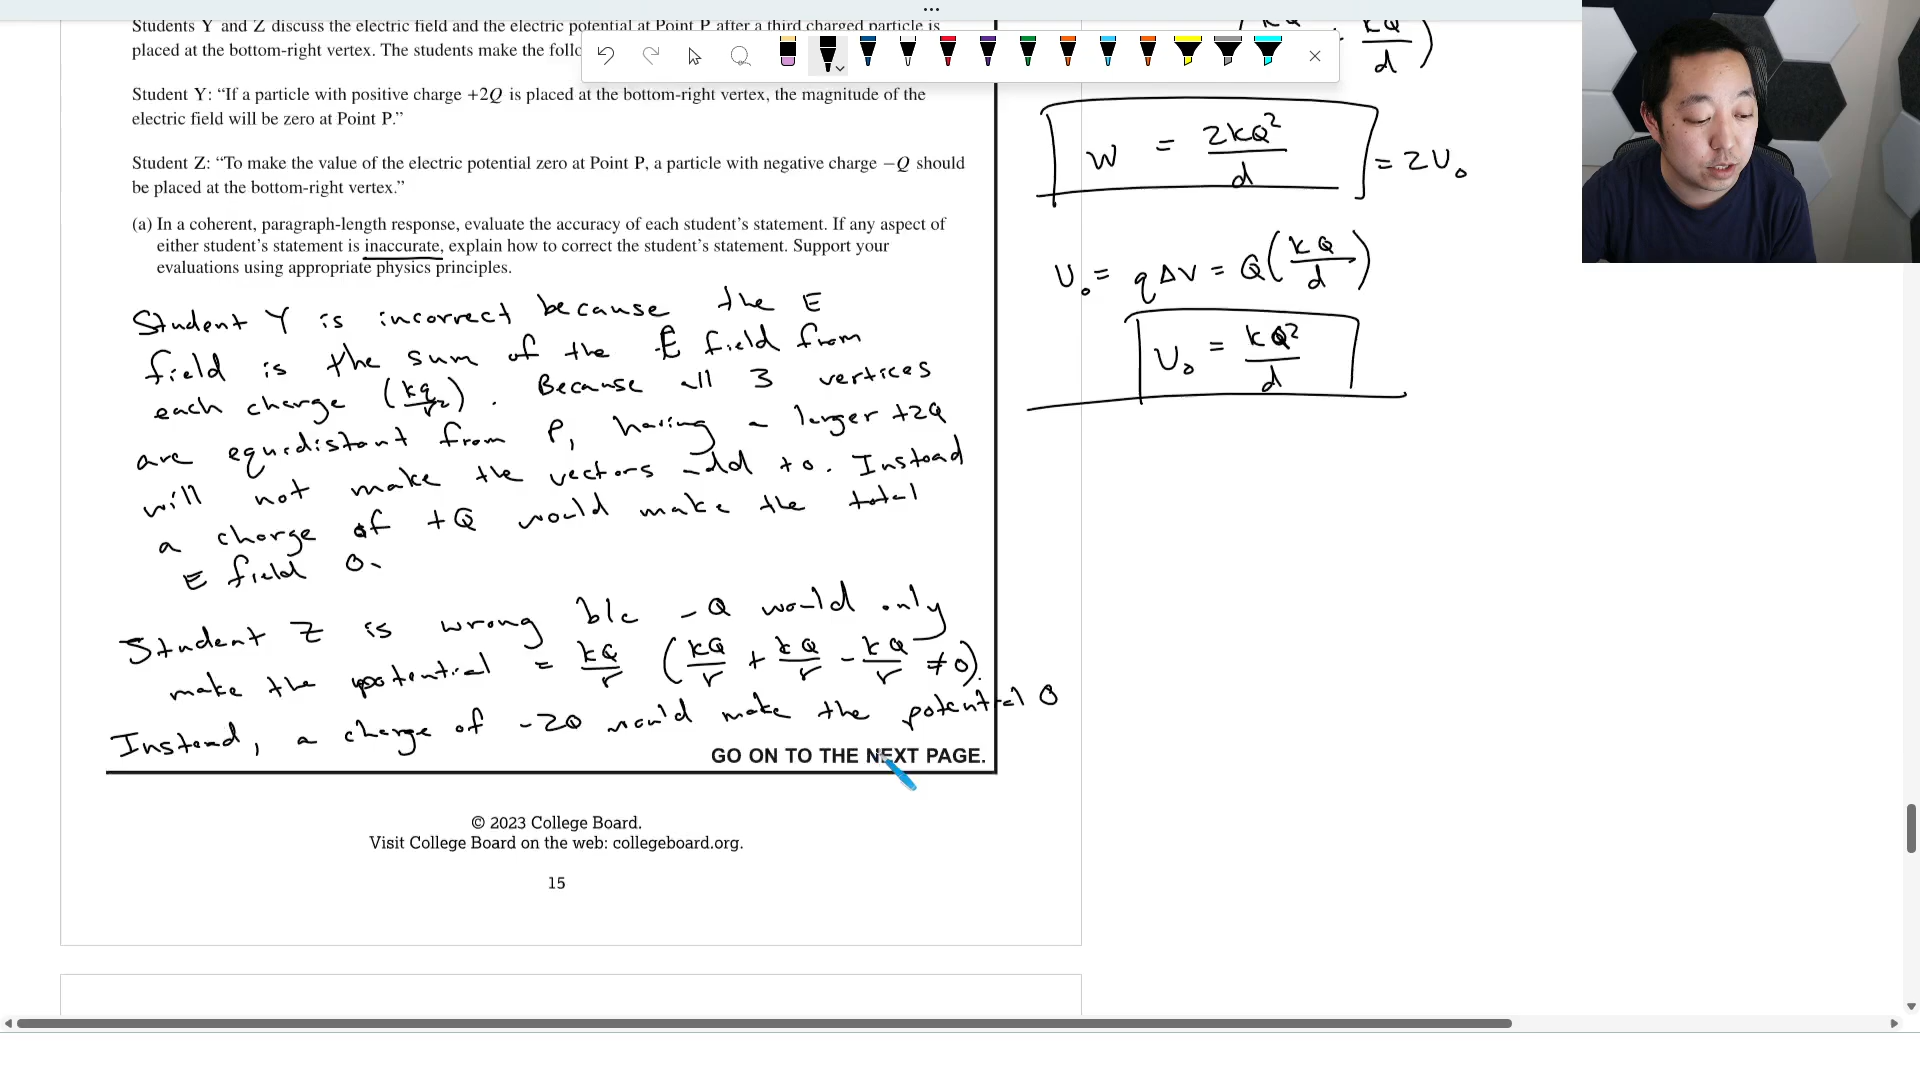 Students Y and Z discuss the electric field and the electric potential at Point P after a third charged particle is
placed at the bottom-right vertex. The students make the follo
Student Y: “If a particle with positive charge +2Q is placed at the bottom-right vertex, the magnitude of the
electric field will be zero at Point P.”
Student Z: “To make the value of the electric potential zero at Point P, a particle with negative charge −Q should
be placed at the bottom-right vertex.”
(a) In a coherent, paragraph-length response, evaluate the accuracy of each student’s statement. If any aspect of
either student’s statement is inaccurate, explain how to correct the student’s statement. Support your
evaluations using appropriate physics principles.
Student Y is incorrect because the E
field is the sum of the E field from
each charge (kq/r²). Because all 3 vertices
are equidistant from P, having a larger +2Q
will not make the vectors add to 0. Instead
a charge of +Q would make the total
E field 0.
Student Z is wrong b/c -Q would only
make the potential = kQ/r (kQ/r + kQ/r - kQ/r ≠ 0).
Instead, a charge of -2Q would make the potential 0
GO ON TO THE NEXT PAGE.
© 2023 College Board.
Visit College Board on the web: collegeboard.org.
15
kQ/d)
W = 2kQ²/d = 2U₀
U₀ = qΔV = Q(kQ/d)
U₀ = kQ²/d